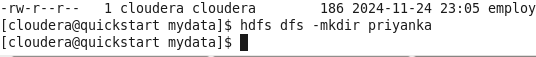 -rw-r--r--   1 cloudera cloudera        186 2024-11-24 23:05 employ
[cloudera@quickstart mydata]$ hdfs dfs -mkdir priyanka
[cloudera@quickstart mydata]$